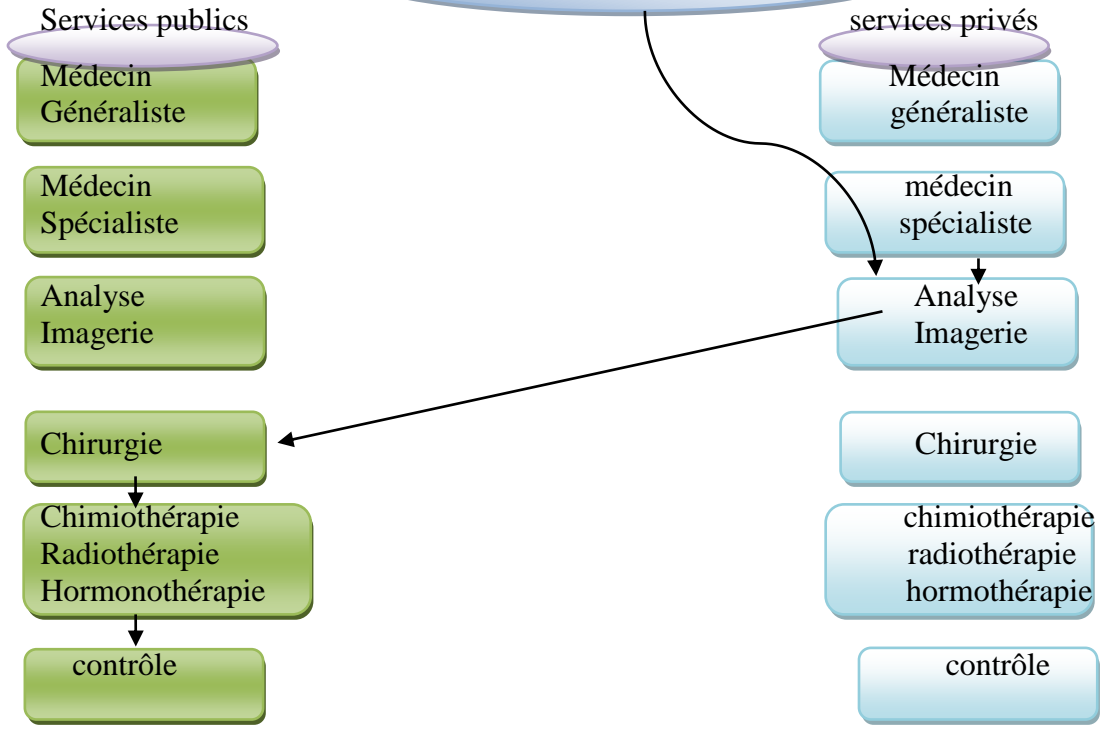 Services publics
Médecin
Généraliste
Médecin
Spécialiste
Analyse
Imagerie
Chirurgie
Chimiothérapie
Radiothérapie
Hormonothérapie
contrôle
services privés
Médecin
généraliste
médecin
spécialiste
Analyse
Imagerie
Chirurgie
chimiothérapie
radiothérapie
hormothérapie
contrôle